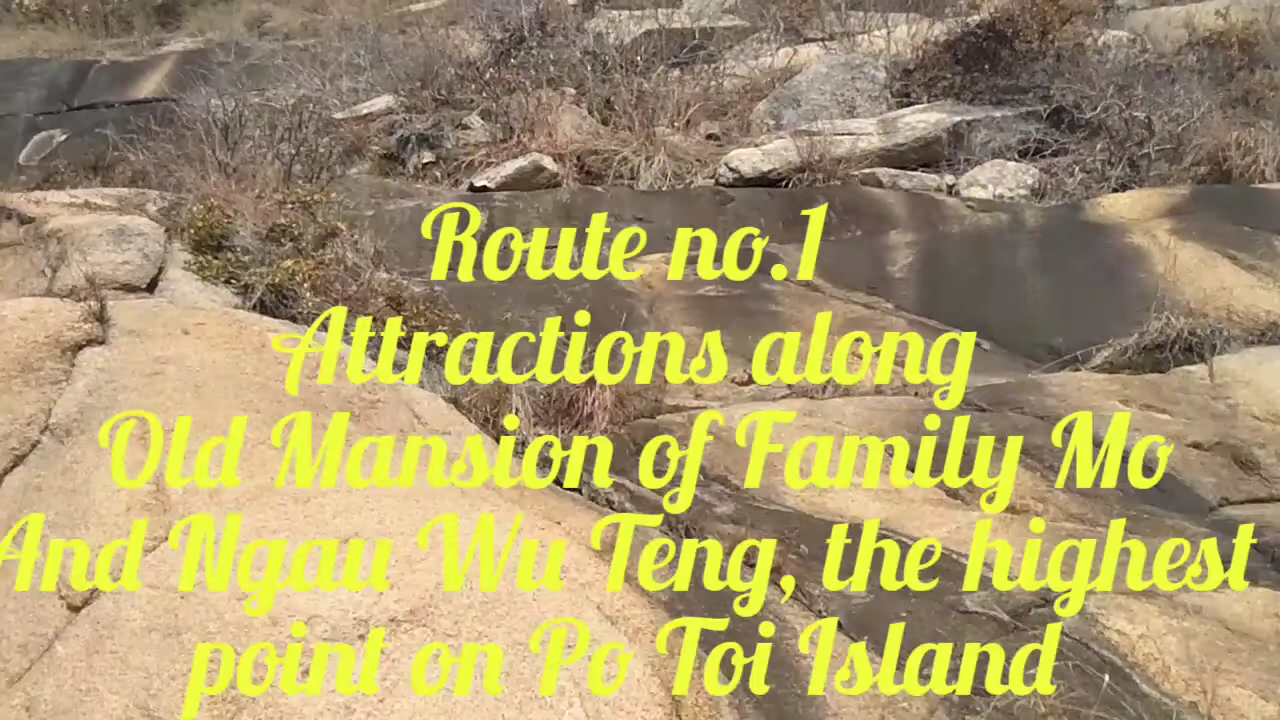 Route no.1
Attractions along
Old Mansion of Family Mo
And Ngau Wu Teng, the highest
point on Po Toi Island